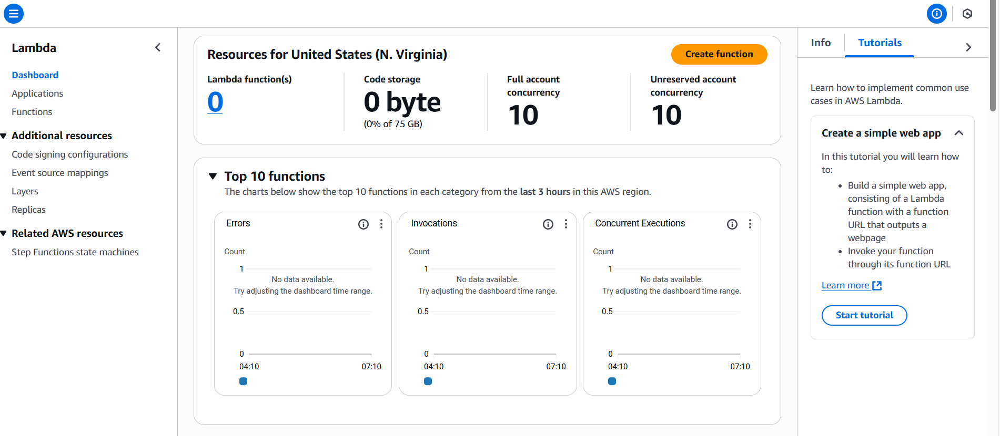 Lambda
Dashboard
Applications
Functions
Additional resources
Code signing configurations
Event source mappings
Layers
Replicas
Related AWS resources
Step Functions state machines
Resources for United States (N. Virginia)
Create function
Lambda function(s)
0
Code storage
0 byte
(0% of 75 GB)
Full account
concurrency
10
Unreserved account
concurrency
10
Top 10 functions
The charts below show the top 10 functions in each category from the last 3 hours in this AWS region.
Errors
Count
1
No data available.
Try adjusting the dashboard time range.
0.5
0
04:10 07:10
Invocations
Count
1
No data available.
Try adjusting the dashboard time range.
0.5
0
04:10 07:10
Concurrent Executions
Count
1
No data available.
Try adjusting the dashboard time range.
0.5
0
04:10 07:10
Info Tutorials
Learn how to implement common use
cases in AWS Lambda.
Create a simple web app
In this tutorial you will learn how
to:
• Build a simple web app,
consisting of a Lambda
function with a function
URL that outputs a
webpage
• Invoke your function
through its function URL
Learn more
Start tutorial